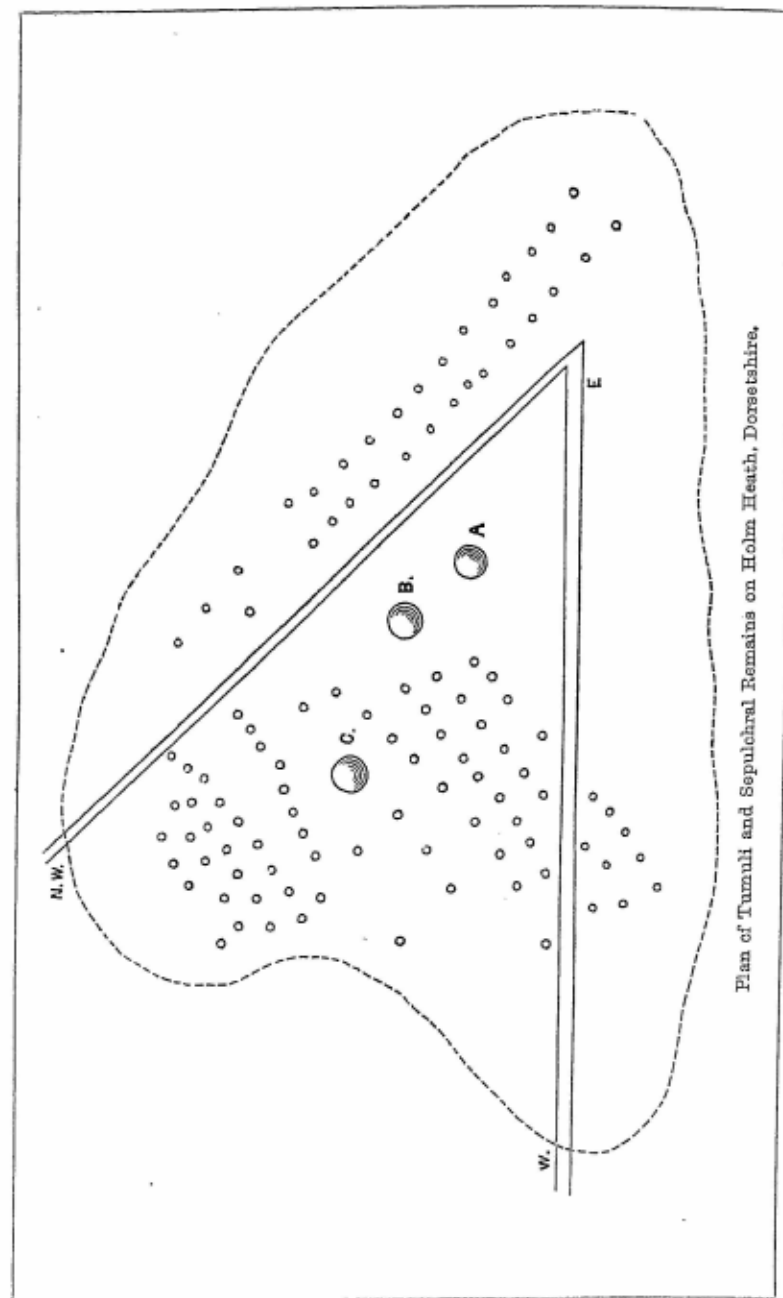 N.W.
C.
B.
A
W.
E
Plan of Tumuli and Sepulchral Remains on Holm Heath, Dorsetshire.